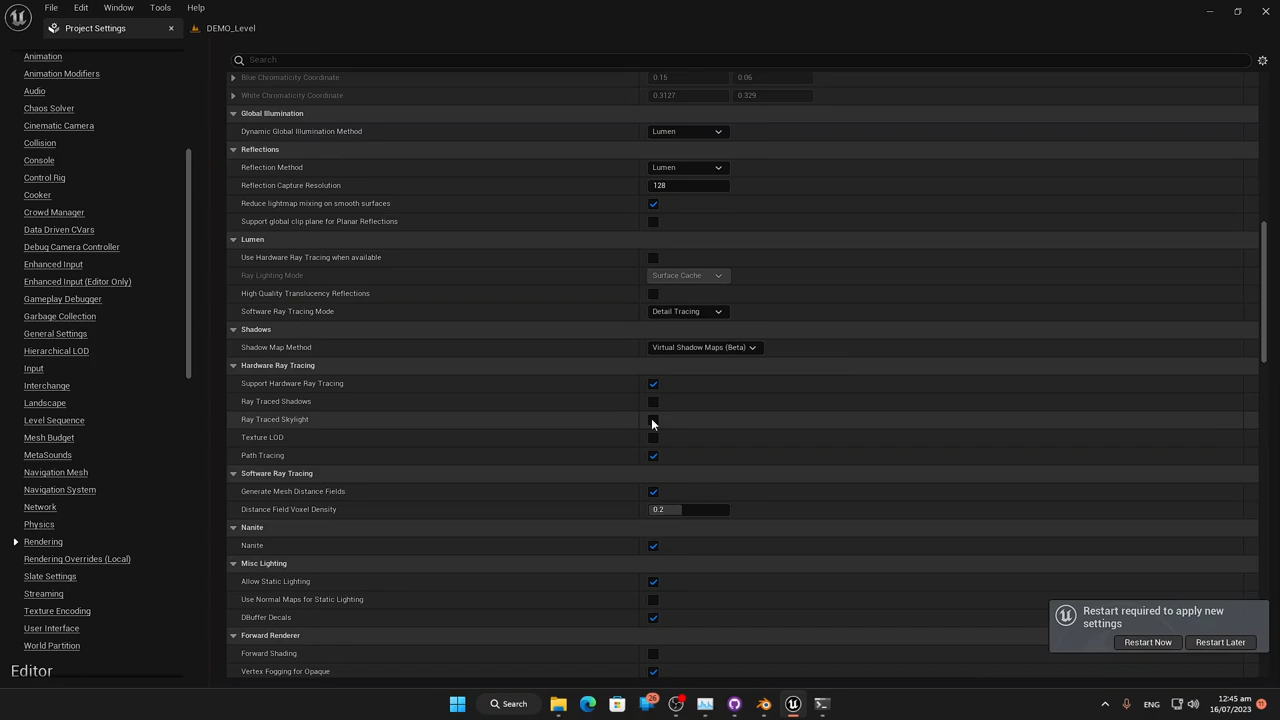 File Edit Window Tools Help
Project Settings
DEMO_Level
Search
Animation
Animation Modifiers
Audio
Chaos Solver
Cinematic Camera
Collision
Console
Control Rig
Cooker
Crowd Manager
Data Driven CVars
Debug Camera Controller
Enhanced Input
Enhanced Input (Editor Only)
Gameplay Debugger
Garbage Collection
General Settings
Hierarchical LOD
Input
Interchange
Landscape
Level Sequence
Mesh Budget
MetaSounds
Navigation Mesh
Navigation System
Network
Physics
Rendering
Rendering Overrides (Local)
Slate Settings
Streaming
Texture Encoding
User Interface
World Partition
Editor
Blue Chromaticity Coordinate 0.15 0.06
White Chromaticity Coordinate 0.3127 0.329
Global Illumination
Dynamic Global Illumination Method Lumen
Reflections
Reflection Method Lumen
Reflection Capture Resolution 128
Reduce lightmap mixing on smooth surfaces
Support global clip plane for Planar Reflections
Lumen
Use Hardware Ray Tracing when available
Ray Lighting Mode Surface Cache
High Quality Translucency Reflections
Software Ray Tracing Mode Detail Tracing
Shadows
Shadow Map Method Virtual Shadow Maps (Beta)
Hardware Ray Tracing
Support Hardware Ray Tracing
Ray Traced Shadows
Ray Traced Skylight
Texture LOD
Path Tracing
Software Ray Tracing
Generate Mesh Distance Fields
Distance Field Voxel Density 0.2
Nanite
Nanite
Misc Lighting
Allow Static Lighting
Use Normal Maps for Static Lighting
DBuffer Decals
Forward Renderer
Forward Shading
Vertex Fogging for Opaque
Restart required to apply new
settings
Restart Now Restart Later
Search
26
ENG
12:45 am
16/07/2023